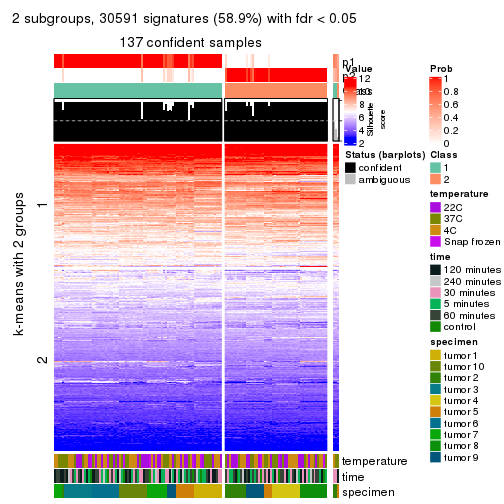 2 subgroups, 30591 signatures (58.9%) with fdr < 0.05
137 confident samples
k-means with 2 groups
1
2
p1
p2
Class
Silhouette
score
temperature
time
specimen
Value
12
10
8
6
4
2
Status (barplots)
confident
ambiguous
Prob
1
0.8
0.6
0.4
0.2
0
Class
1
2
temperature
22C
37C
4C
Snap frozen
time
120 minutes
240 minutes
30 minutes
5 minutes
60 minutes
control
specimen
tumor 1
tumor 10
tumor 2
tumor 3
tumor 4
tumor 5
tumor 6
tumor 7
tumor 8
tumor 9